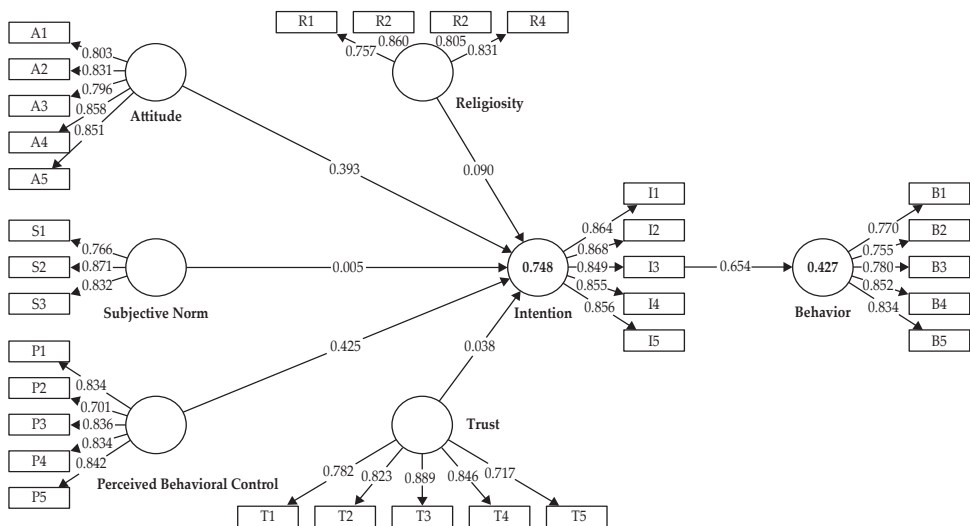 R1 R2 R2 R4
0.757 0.860 0.805 0.831
Religiosity
A1
A2
A3
A4
A5
0.803
0.831
0.796
0.858
0.851
Attitude
0.393
0.090
S1
S2
S3
0.766
0.871
0.832
Subjective Norm
0.005
0.748
Intention
I1
I2
I3
I4
I5
0.864
0.868
0.849
0.855
0.856
0.654
0.427
Behavior
0.770
0.755
0.780
0.852
0.834
B1
B2
B3
B4
B5
P1
P2
P3
P4
P5
0.834
0.701
0.836
0.834
0.842
Perceived Behavioral Control
0.425
0.038
Trust
0.782 0.823 0.889 0.846 0.717
T1 T2 T3 T4 T5